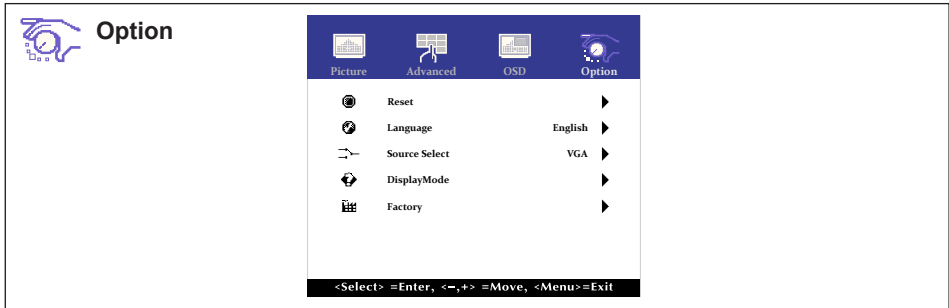 Option
Picture Advanced OSD Option
Reset
Language English
Source Select VGA
DisplayMode
Factory
<Select> =Enter, <–,+> =Move, <Menu>=Exit